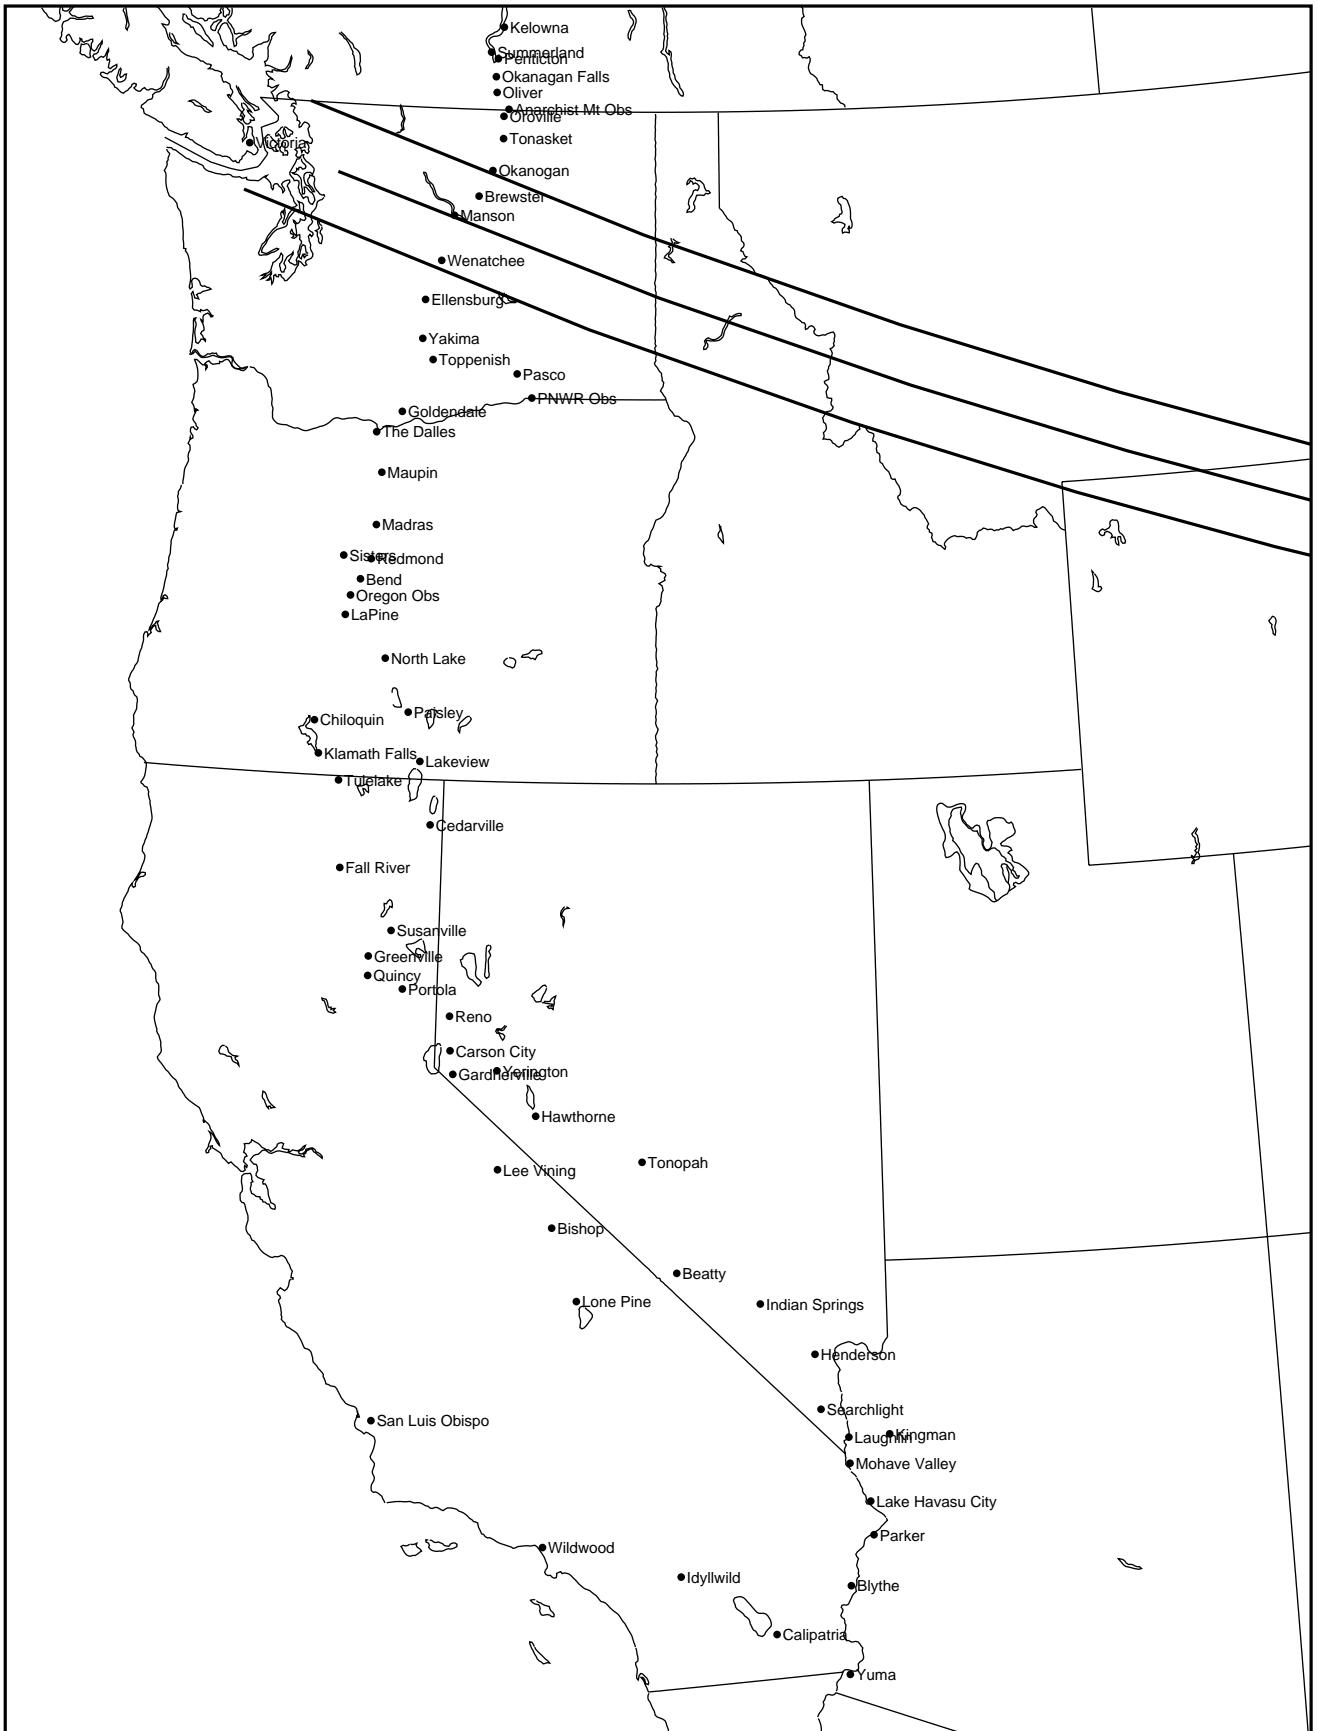 Kelowna
Summerland
Penticton
Okanagan Falls
Oliver
Anarchist Mt Obs
Oroville
Tonasket
Victoria
Okanogan
Brewster
Manson
Wenatchee
Ellensburg
Yakima
Toppenish
Pasco
PNWR Obs
Goldendale
The Dalles
Maupin
Madras
Sisters
Redmond
Bend
Oregon Obs
LaPine
North Lake
Paisley
Chiloquin
Klamath Falls
Lakeview
Tulelake
Cedarville
Fall River
Susanville
Greenville
Quincy
Portola
Reno
Carson City
Yerington
Gardnerville
Hawthorne
Tonopah
Lee Vining
Bishop
Beatty
Lone Pine
Indian Springs
Henderson
Searchlight
San Luis Obispo
Kingman
Laughlin
Mohave Valley
Lake Havasu City
Parker
Wildwood
Idyllwild
Blythe
Calipatria
Yuma